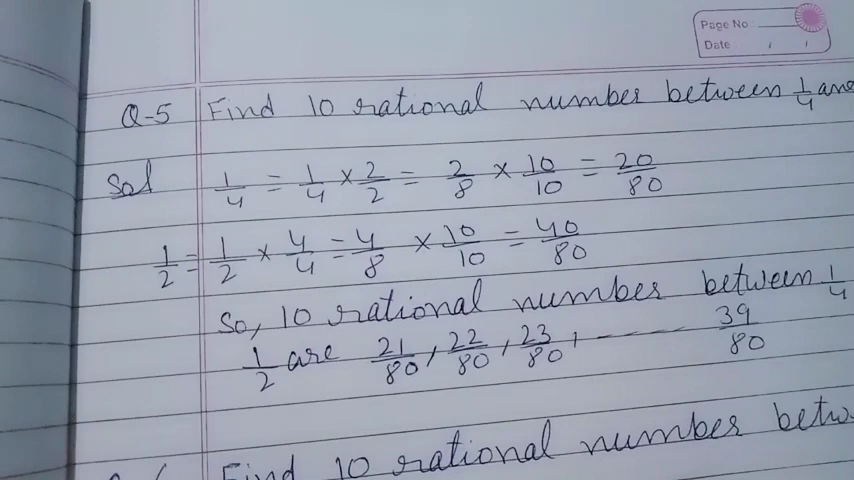 Page No
Date / /
Q-5 Find 10 rational number between 1/4 and
Sol 1/4 = 1/4 × 2/2 = 2/8 × 10/10 = 20/80
1/2 = 1/2 × 4/4 = 4/8 × 10/10 = 40/80
So, 10 rational number between 1/4
1/2 are 21/80, 22/80, 23/80, ---- 39/80
Find 10 rational number betw